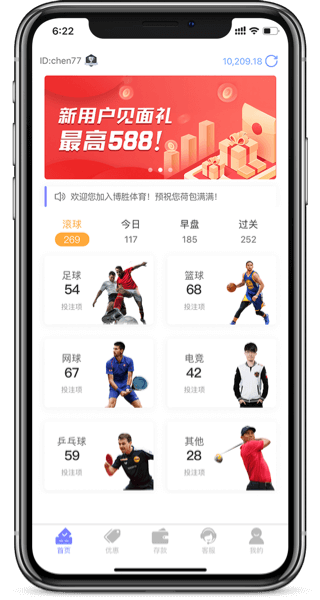 6:22
ID:chen77
10,209.18
新用户见面礼
最高588!
欢迎您加入博胜体育！预祝您荷包满满！
滚球 今日 早盘 过关
269 117 185 252
足球 篮球
54 68
投注项 投注项
网球 电竞
67 42
投注项 投注项
乒乓球 其他
59 28
投注项 投注项
首页 优惠 存款 客服 我的